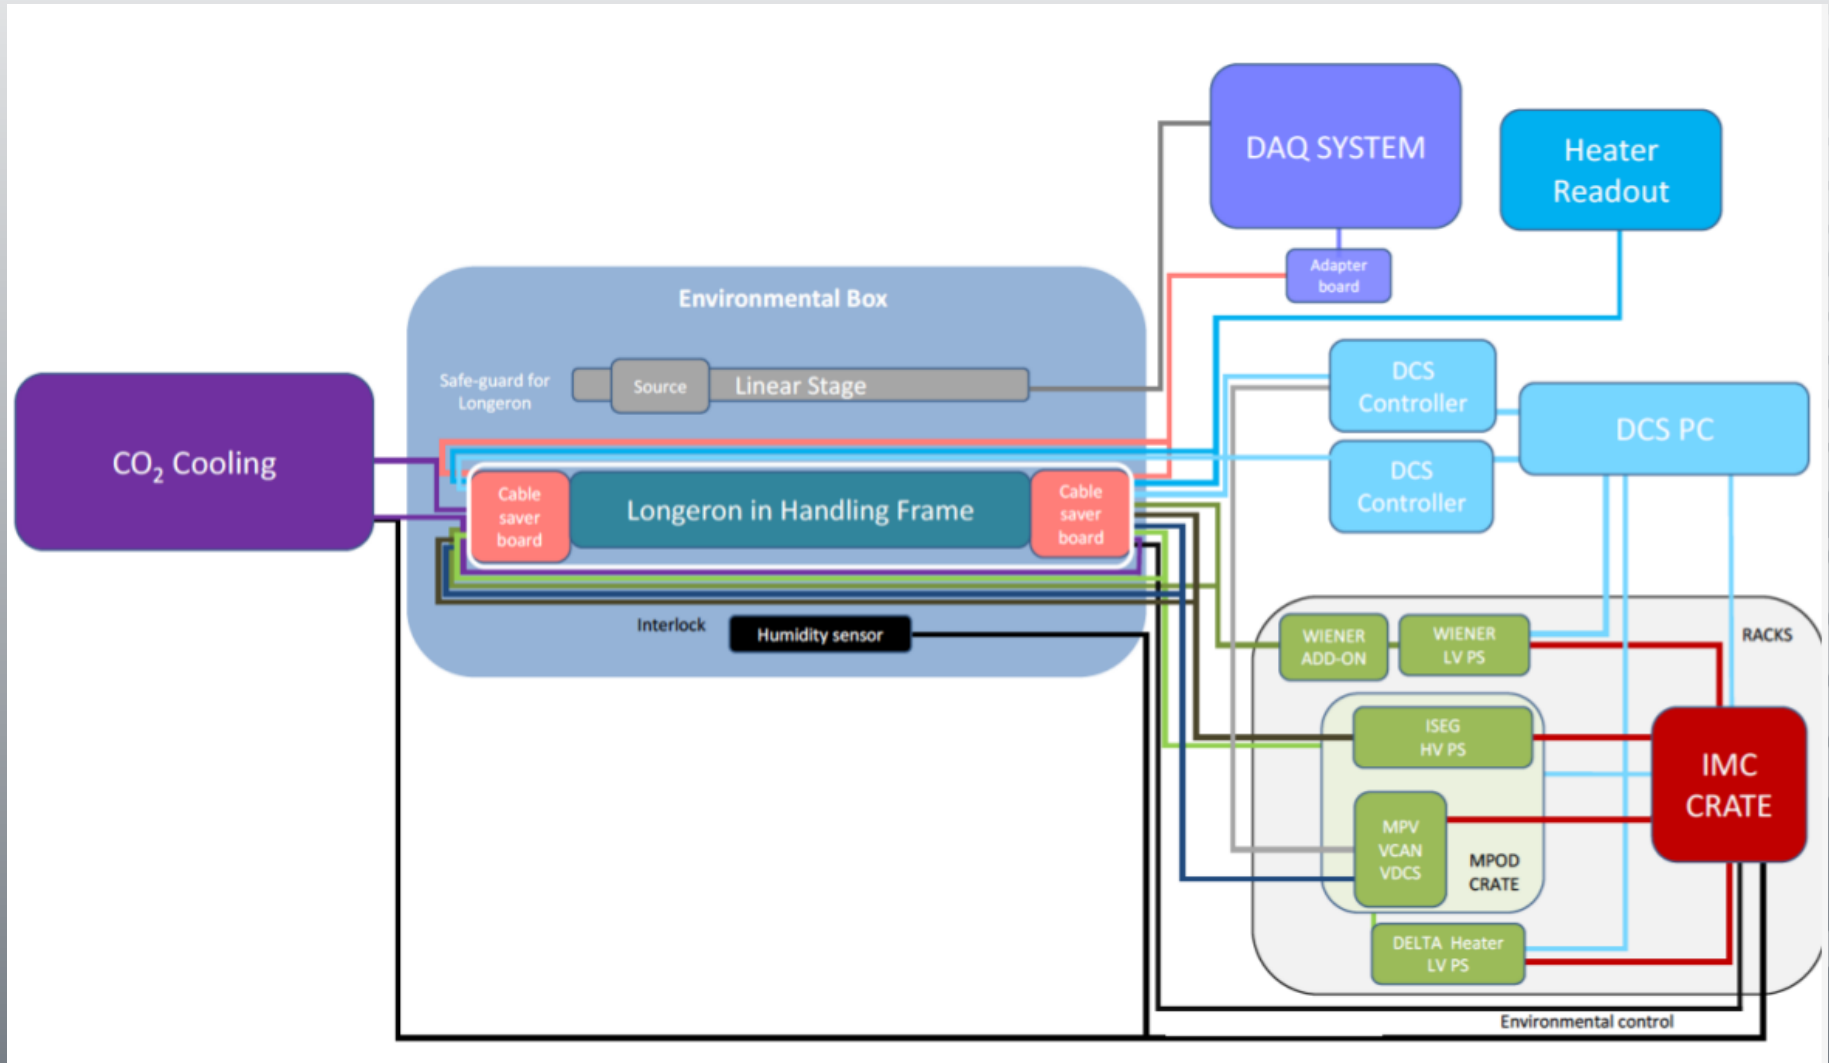 DAQ SYSTEM
Heater
Readout
Adapter
board
Environmental Box
Safe-guard for
Longeron
Source
Linear Stage
DCS
Controller
DCS PC
CO₂ Cooling
DCS
Controller
Cable
saver
board
Longeron in Handling Frame
Cable
saver
board
Interlock
Humidity sensor
RACKS
WIENER
ADD-ON
WIENER
LV PS
ISEG
HV PS
IMC
CRATE
MPV
VCAN
VDCS
MPOD
CRATE
DELTA Heater
LV PS
Environmental control